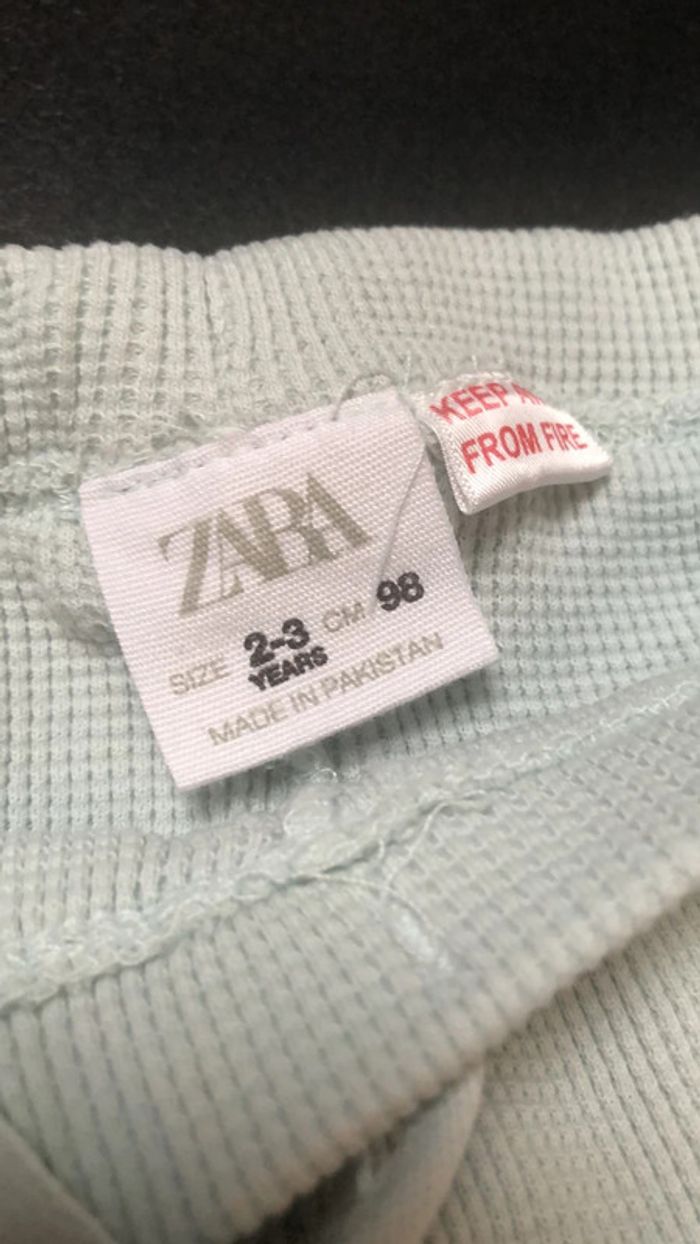 ZARA
SIZE 2-3 CM 98
YEARS
MADE IN PAKISTAN
KEEP
FROM FIRE